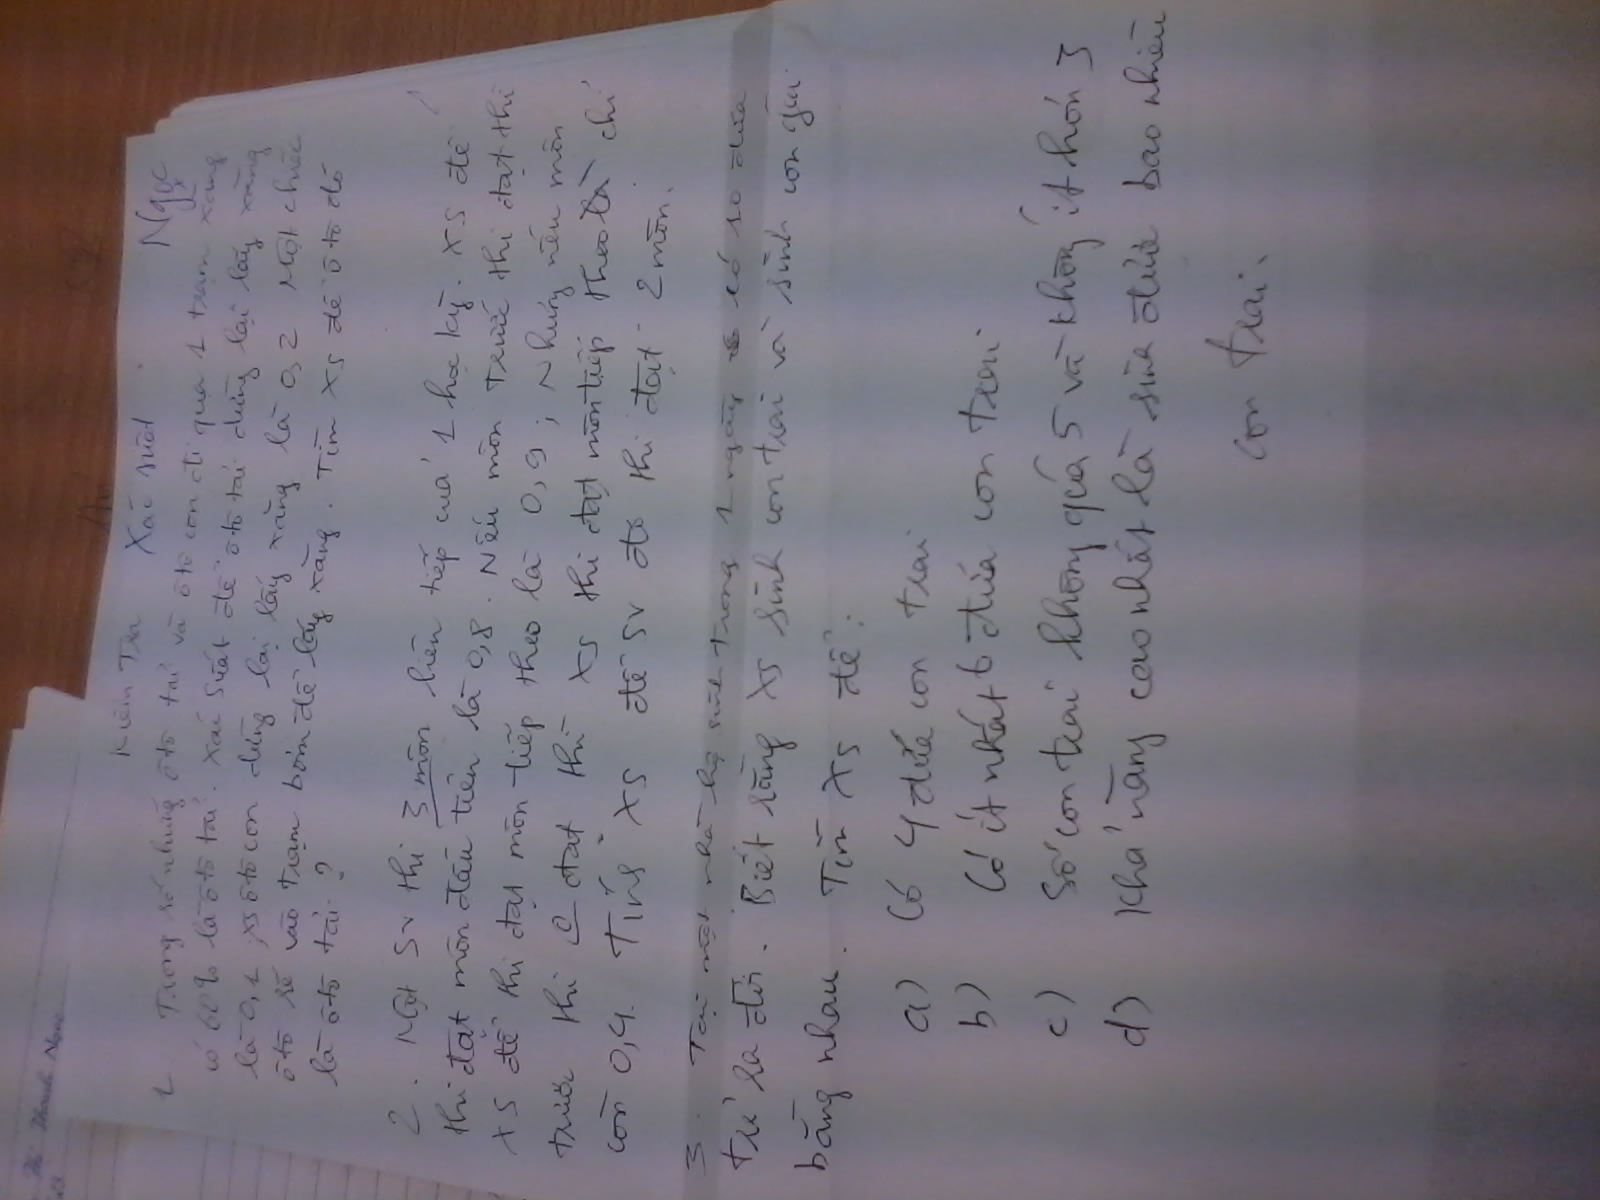 Thị Thanh Ngọc
23
Kiểm Tra Xác suất
Ngọc
1 Trong số những ôtô tải và ôtô con đi qua 1 trạm xăng
có 60% là ôtô tải. Xác suất để ôtô tải dừng lại lấy xăng
là 0,1 ; xs ôtô con dừng lại lấy xăng là 0,2 Một chiếc
ôtô sẽ vào trạm bơm để lấy xăng. Tìm XS để ôtô đó
là ôtô tải ?
2. Một SV thi 3 môn liên tiếp của 1 học kỳ. XS để
thi đạt môn đầu tiên là 0,8. Nếu môn trước thi đạt thì
XS để thi đạt môn tiếp theo là 0,9 ; Nhưng nếu môn
trước thi đạt thì XS thi đạt môn tiếp theo là chỉ
còn 0,4. Tính XS để SV đó thi đạt 2 môn.
3. Tại một nhà hộ sinh trong 1 ngày có 10 đứa
trẻ ra đời. Biết rằng XS sinh con trai và sinh con gái
bằng nhau. Tìm XS để :
a) Có 4 đứa con trai
b) Có ít nhất 6 đứa con trai
c) Số con trai không quá 5 và không ít hơn 3
d) Khả năng cao nhất là sinh được bao nhiêu
con trai.